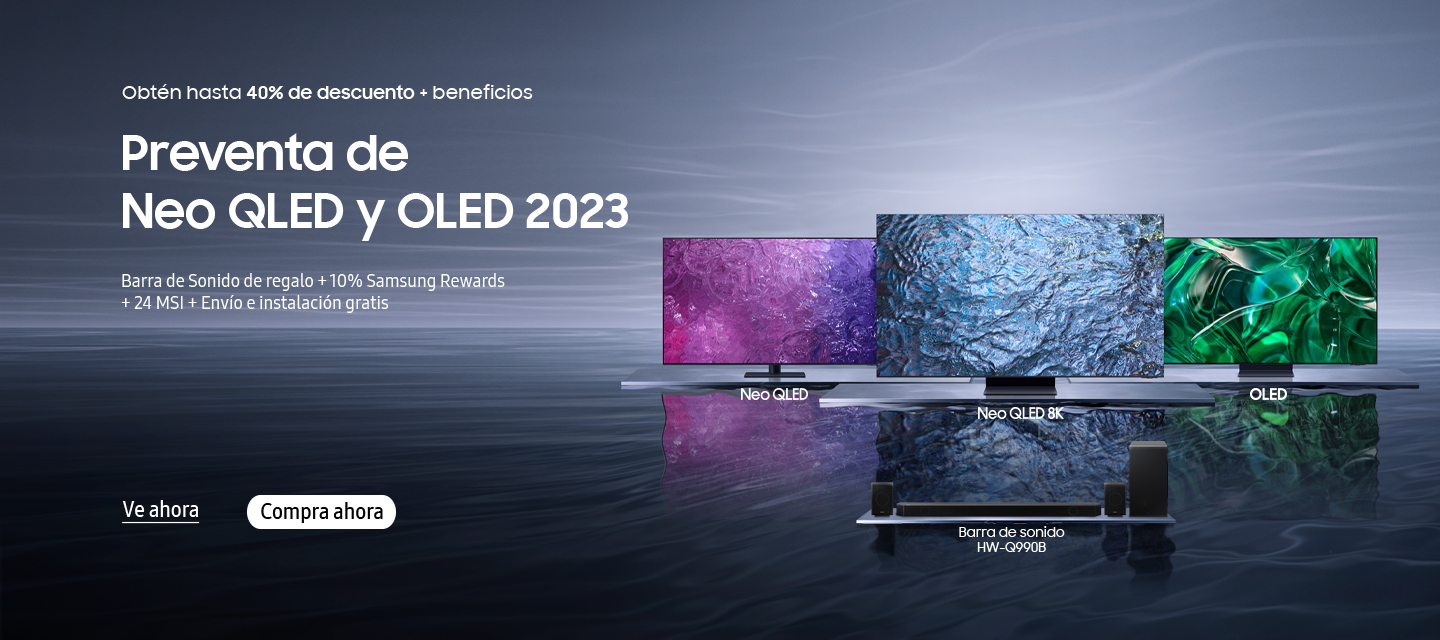 Obtén hasta 40% de descuento + beneficios
Preventa de
Neo QLED y OLED 2023
Barra de Sonido de regalo + 10% Samsung Rewards
+ 24 MSI + Envío e instalación gratis
Ve ahora
Compra ahora
Neo QLED
Neo QLED 8K
OLED
Barra de sonido
HW-Q990B